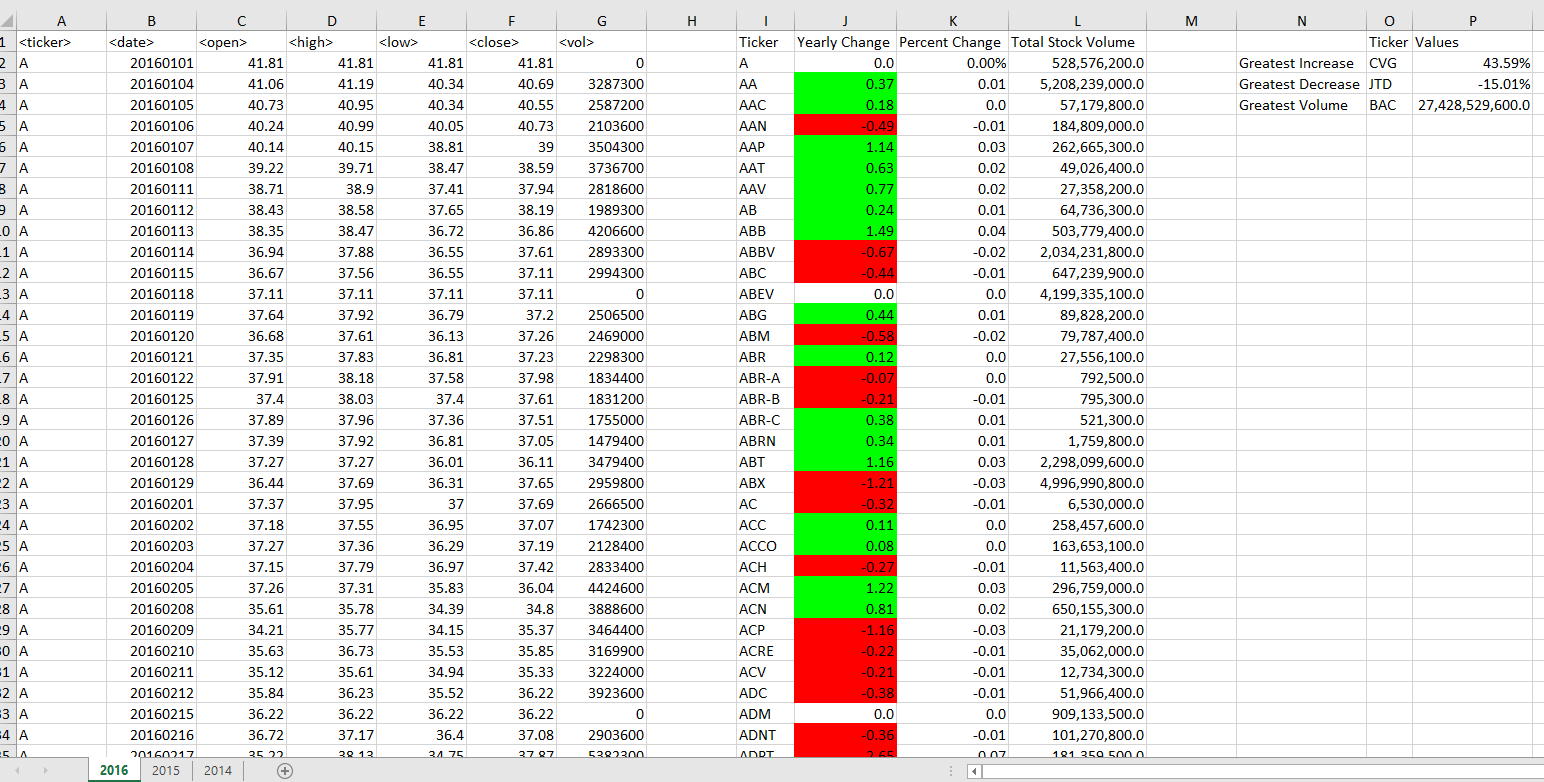 A B C D E F G H I J K L M N O P
1 <ticker> <date> <open> <high> <low> <close> <vol> Ticker Yearly Change Percent Change Total Stock Volume Ticker Values
2 A 20160101 41.81 41.81 41.81 41.81 0 A 0.0 0.00% 528,576,200.0 Greatest Increase CVG 43.59%
3 A 20160104 41.06 41.19 40.34 40.69 3287300 AA 0.37 0.01 5,208,239,000.0 Greatest Decrease JTD -15.01%
4 A 20160105 40.73 40.95 40.34 40.55 2587200 AAC 0.18 0.0 57,179,800.0 Greatest Volume BAC 27,428,529,600.0
5 A 20160106 40.24 40.99 40.05 40.73 2103600 AAN -0.49 -0.01 184,809,000.0
6 A 20160107 40.14 40.15 38.81 39 3504300 AAP 1.14 0.03 262,665,300.0
7 A 20160108 39.22 39.71 38.47 38.59 3736700 AAT 0.63 0.02 49,026,400.0
8 A 20160111 38.71 38.9 37.41 37.94 2818600 AAV 0.77 0.02 27,358,200.0
9 A 20160112 38.43 38.58 37.65 38.19 1989300 AB 0.24 0.01 64,736,300.0
.0 A 20160113 38.35 38.47 36.72 36.86 4206600 ABB 1.49 0.04 503,779,400.0
.1 A 20160114 36.94 37.88 36.55 37.61 2893300 ABBV -0.67 -0.02 2,034,231,800.0
.2 A 20160115 36.67 37.56 36.55 37.11 2994300 ABC -0.44 -0.01 647,239,900.0
.3 A 20160118 37.11 37.11 37.11 37.11 0 ABEV 0.0 0.0 4,199,335,100.0
.4 A 20160119 37.64 37.92 36.79 37.2 2506500 ABG 0.44 0.01 89,828,200.0
.5 A 20160120 36.68 37.61 36.13 37.26 2469000 ABM -0.58 -0.02 79,787,400.0
.6 A 20160121 37.35 37.83 36.81 37.23 2298300 ABR 0.12 0.0 27,556,100.0
.7 A 20160122 37.91 38.18 37.58 37.98 1834400 ABR-A -0.07 0.0 792,500.0
.8 A 20160125 37.4 38.03 37.4 37.61 1831200 ABR-B -0.21 -0.01 795,300.0
.9 A 20160126 37.89 37.96 37.36 37.51 1755000 ABR-C 0.38 0.01 521,300.0
20 A 20160127 37.39 37.92 36.81 37.05 1479400 ABRN 0.34 0.01 1,759,800.0
21 A 20160128 37.27 37.27 36.01 36.11 3479400 ABT 1.16 0.03 2,298,099,600.0
22 A 20160129 36.44 37.69 36.31 37.65 2959800 ABX -1.21 -0.03 4,996,990,800.0
23 A 20160201 37.37 37.95 37 37.69 2666500 AC -0.32 -0.01 6,530,000.0
24 A 20160202 37.18 37.55 36.95 37.07 1742300 ACC 0.11 0.0 258,457,600.0
25 A 20160203 37.27 37.36 36.29 37.19 2128400 ACCO 0.08 0.0 163,653,100.0
26 A 20160204 37.15 37.79 36.97 37.42 2833400 ACH -0.27 -0.01 11,563,400.0
27 A 20160205 37.26 37.31 35.83 36.04 4424600 ACM 1.22 0.03 296,759,000.0
28 A 20160208 35.61 35.78 34.39 34.8 3888600 ACN 0.81 0.02 650,155,300.0
29 A 20160209 34.21 35.77 34.15 35.37 3464400 ACP -1.16 -0.03 21,179,200.0
30 A 20160210 35.63 36.73 35.53 35.85 3169900 ACRE -0.22 -0.01 35,062,000.0
31 A 20160211 35.12 35.61 34.94 35.33 3224000 ACV -0.21 -0.01 12,734,300.0
32 A 20160212 35.84 36.23 35.52 36.22 3923600 ADC -0.38 -0.01 51,966,400.0
33 A 20160215 36.22 36.22 36.22 36.22 0 ADM 0.0 0.0 909,133,500.0
34 A 20160216 36.72 37.17 36.4 37.08 2903600 ADNT -0.36 -0.01 101,270,800.0
35 A 20160217 35.22 38.13 34.75 37.87 5382300 ADPT 2.65 0.07 181,359,500.0
2016 2015 2014